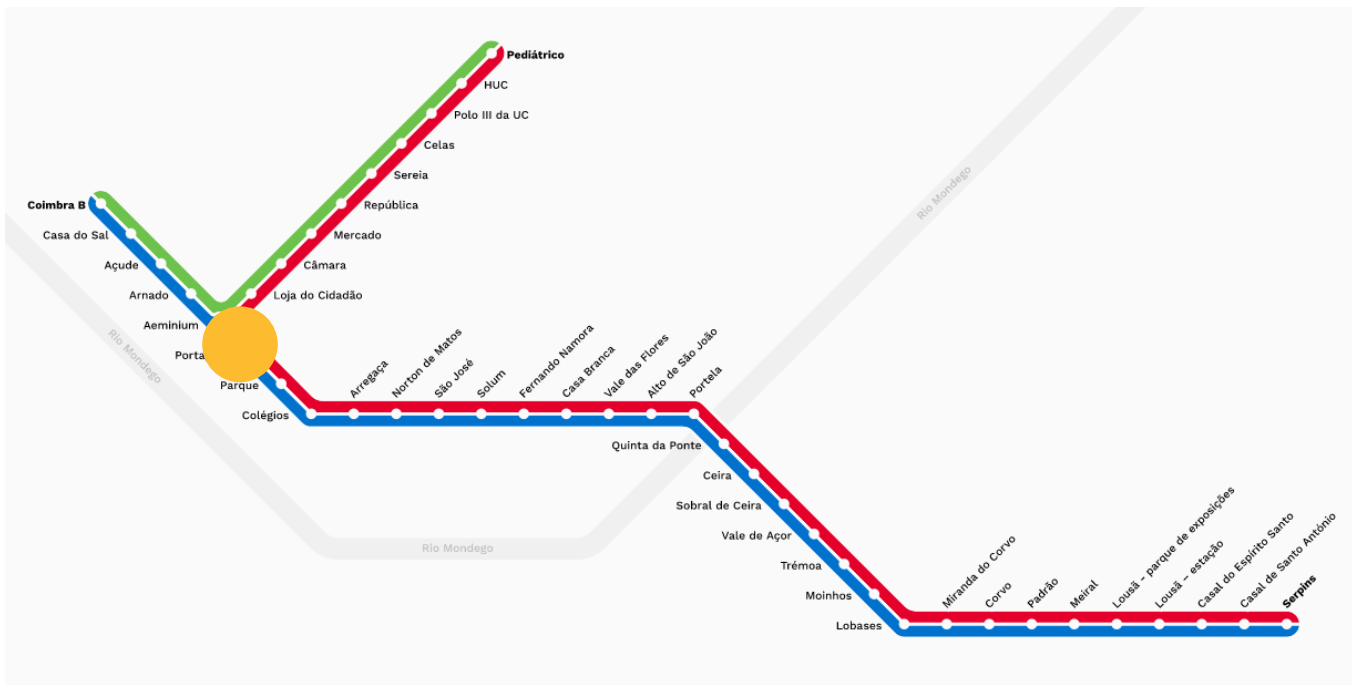 Pediátrico
HUC
Polo III da UC
Celas
Sereia
República
Mercado
Câmara
Loja do Cidadão
Coimbra B
Casa do Sal
Açude
Arnado
Aeminium
Parque
Colégios
Arregaça
Norton de Matos
São José
Solum
Fernando Namora
Casa Branca
Vale das Flores
Alto de São João
Portela
Quinta da Ponte
Ceira
Sobral de Ceira
Vale de Açor
Trémoa
Moinhos
Lobases
Miranda do Corvo
Corvo
Padrão
Meiral
Lousã - parque de exposições
Lousã – estação
Casal do Espírito Santo
Casal de Santo António
Serpins
Rio Mondego
Rio Mondego
Rio Mondego